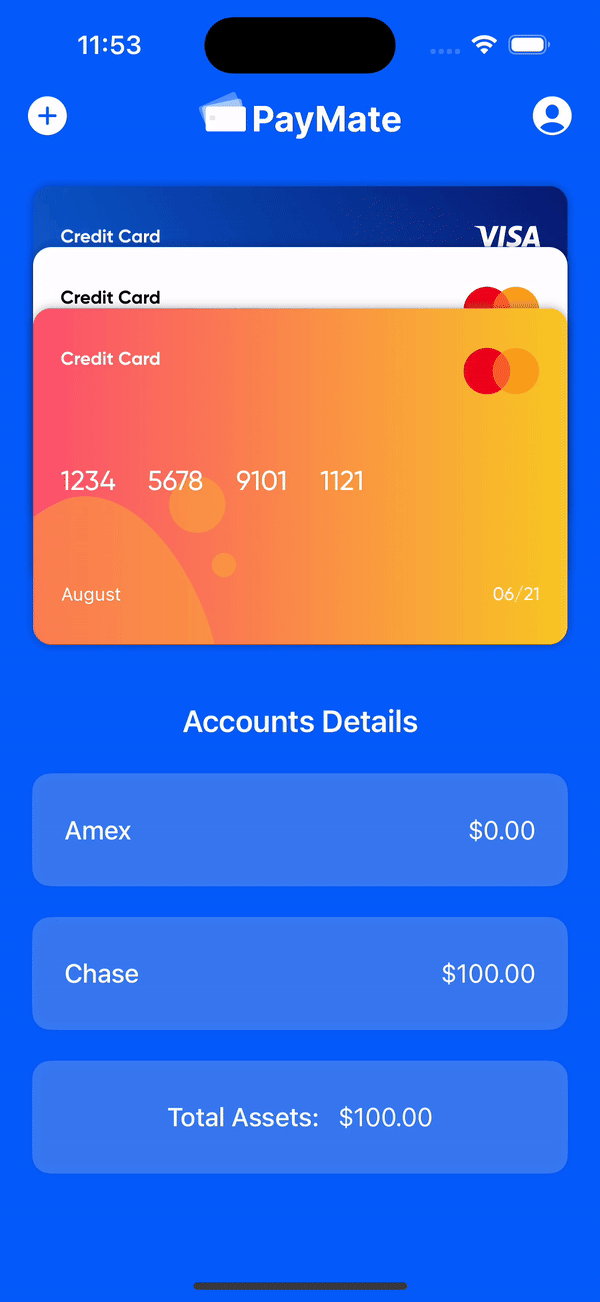 11:53
PayMate
Credit Card VISA
Credit Card
Credit Card
1234 5678 9101 1121
August 06/21
Accounts Details
Amex $0.00
Chase $100.00
Total Assets: $100.00